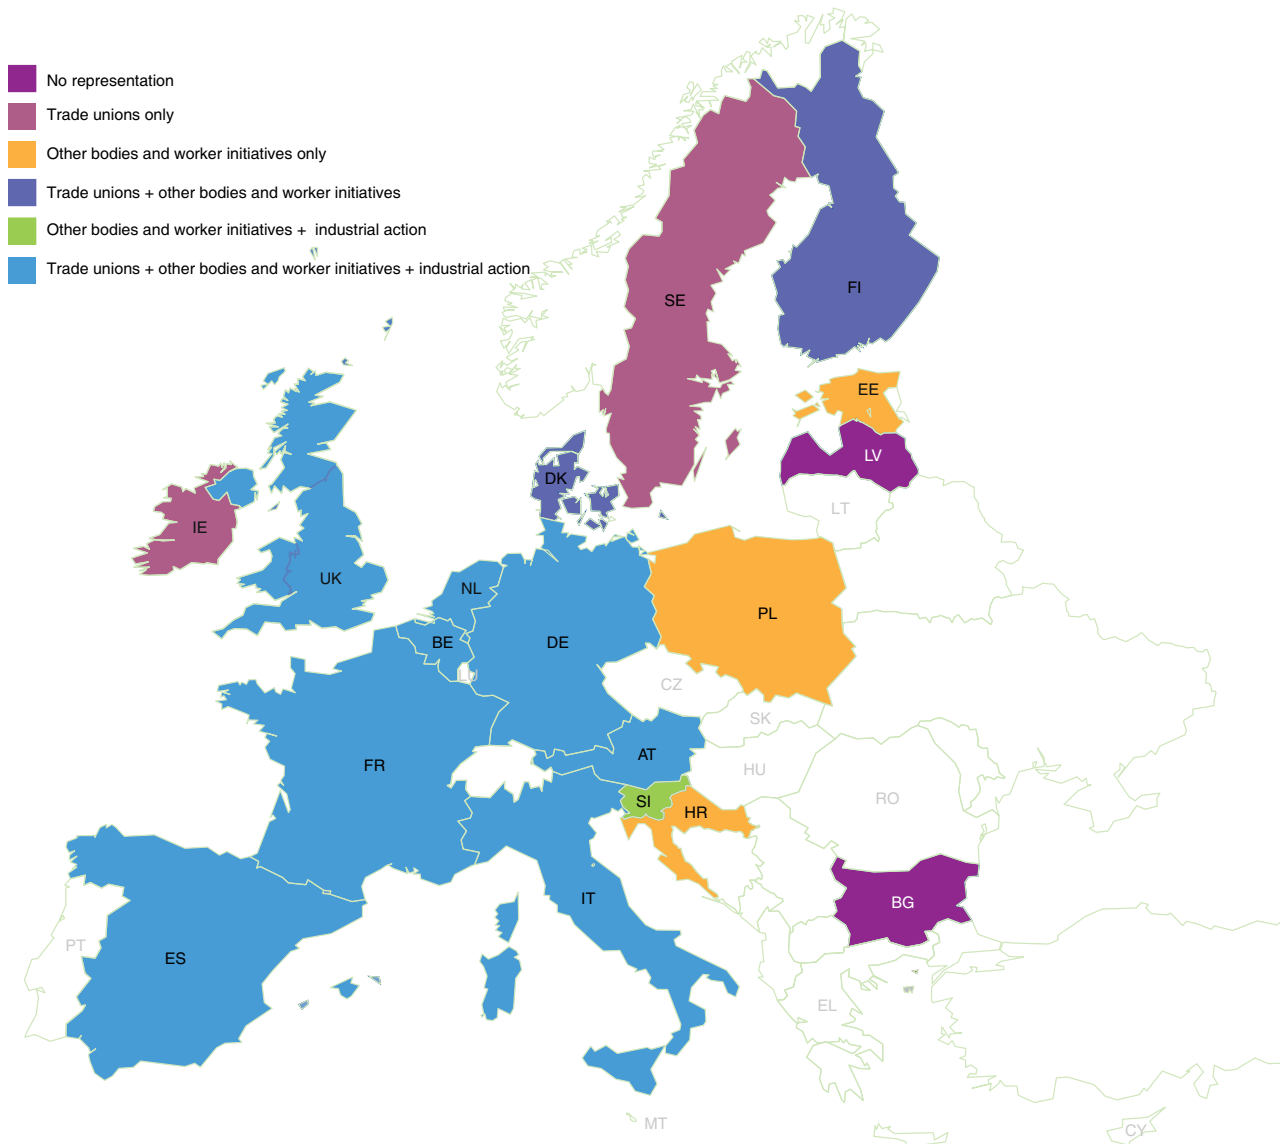 No representation
Trade unions only
Other bodies and worker initiatives only
Trade unions + other bodies and worker initiatives
Other bodies and worker initiatives +  industrial action
Trade unions + other bodies and worker initiatives + industrial action
SE
FI
EE
LV
DK
LT
IE
UK
NL
PL
BE
DE
LU
CZ
SK
AT
FR
HU
SI
RO
HR
IT
BG
PT
ES
EL
MT
CY